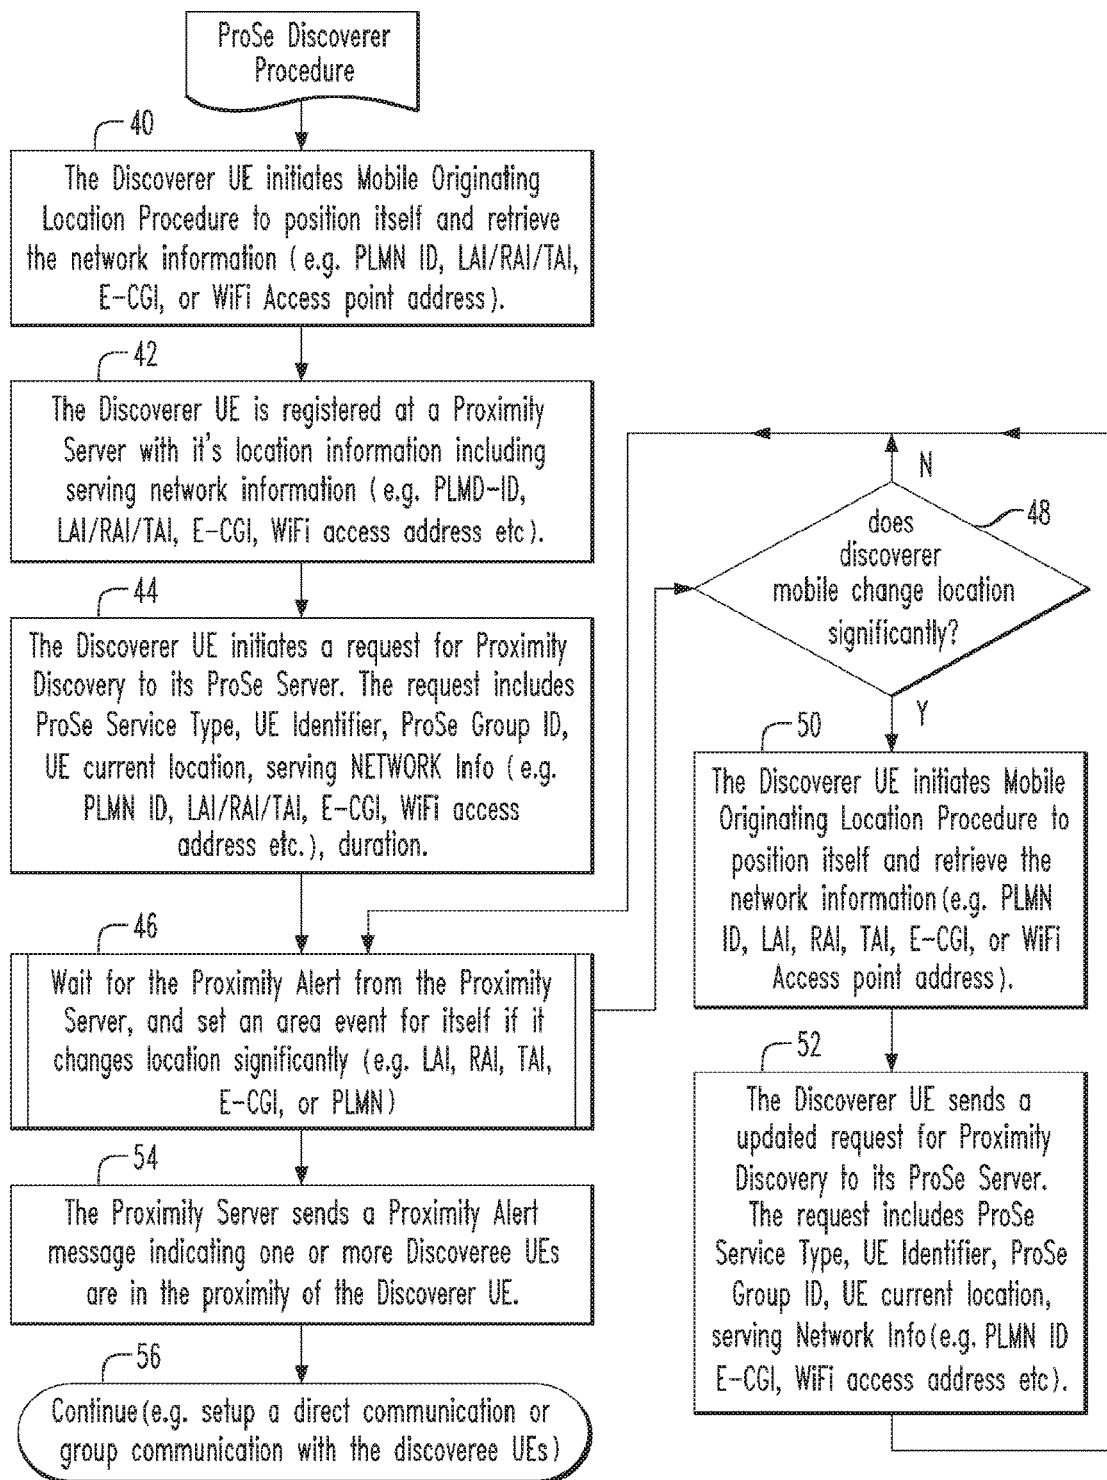 ProSe Discoverer
Procedure
40
The Discoverer UE initiates Mobile Originating
Location Procedure to position itself and retrieve
the network information (e.g. PLMN ID, LAI/RAI/TAI,
E-CGI, or WiFi Access point address).
42
The Discoverer UE is registered at a Proximity
Server with it's location information including
serving network information (e.g. PLMD-ID,
LAI/RAI/TAI, E-CGI, WiFi access address etc).
44
The Discoverer UE initiates a request for Proximity
Discovery to its ProSe Server. The request includes
ProSe Service Type, UE Identifier, ProSe Group ID,
UE current location, serving NETWORK Info (e.g.
PLMN ID, LAI/RAI/TAI, E-CGI, WiFi access
address etc.), duration.
46
Wait for the Proximity Alert from the Proximity
Server, and set an area event for itself if it
changes location significantly (e.g. LAI, RAI, TAI,
E-CGI, or PLMN)
54
The Proximity Server sends a Proximity Alert
message indicating one or more Discoveree UEs
are in the proximity of the Discoverer UE.
56
Continue(e.g. setup a direct communication or
group communication with the discoveree UEs)
N
48
does
discoverer
mobile change location
significantly?
Y
50
The Discoverer UE initiates Mobile
Originating Location Procedure to
position itself and retrieve the
network information(e.g. PLMN
ID, LAI, RAI, TAI, E-CGI, or WiFi
Access point address).
52
The Discoverer UE sends a
updated request for Proximity
Discovery to its ProSe Server.
The request includes ProSe
Service Type, UE Identifier, ProSe
Group ID, UE current location,
serving Network Info(e.g. PLMN ID
E-CGI, WiFi access address etc).